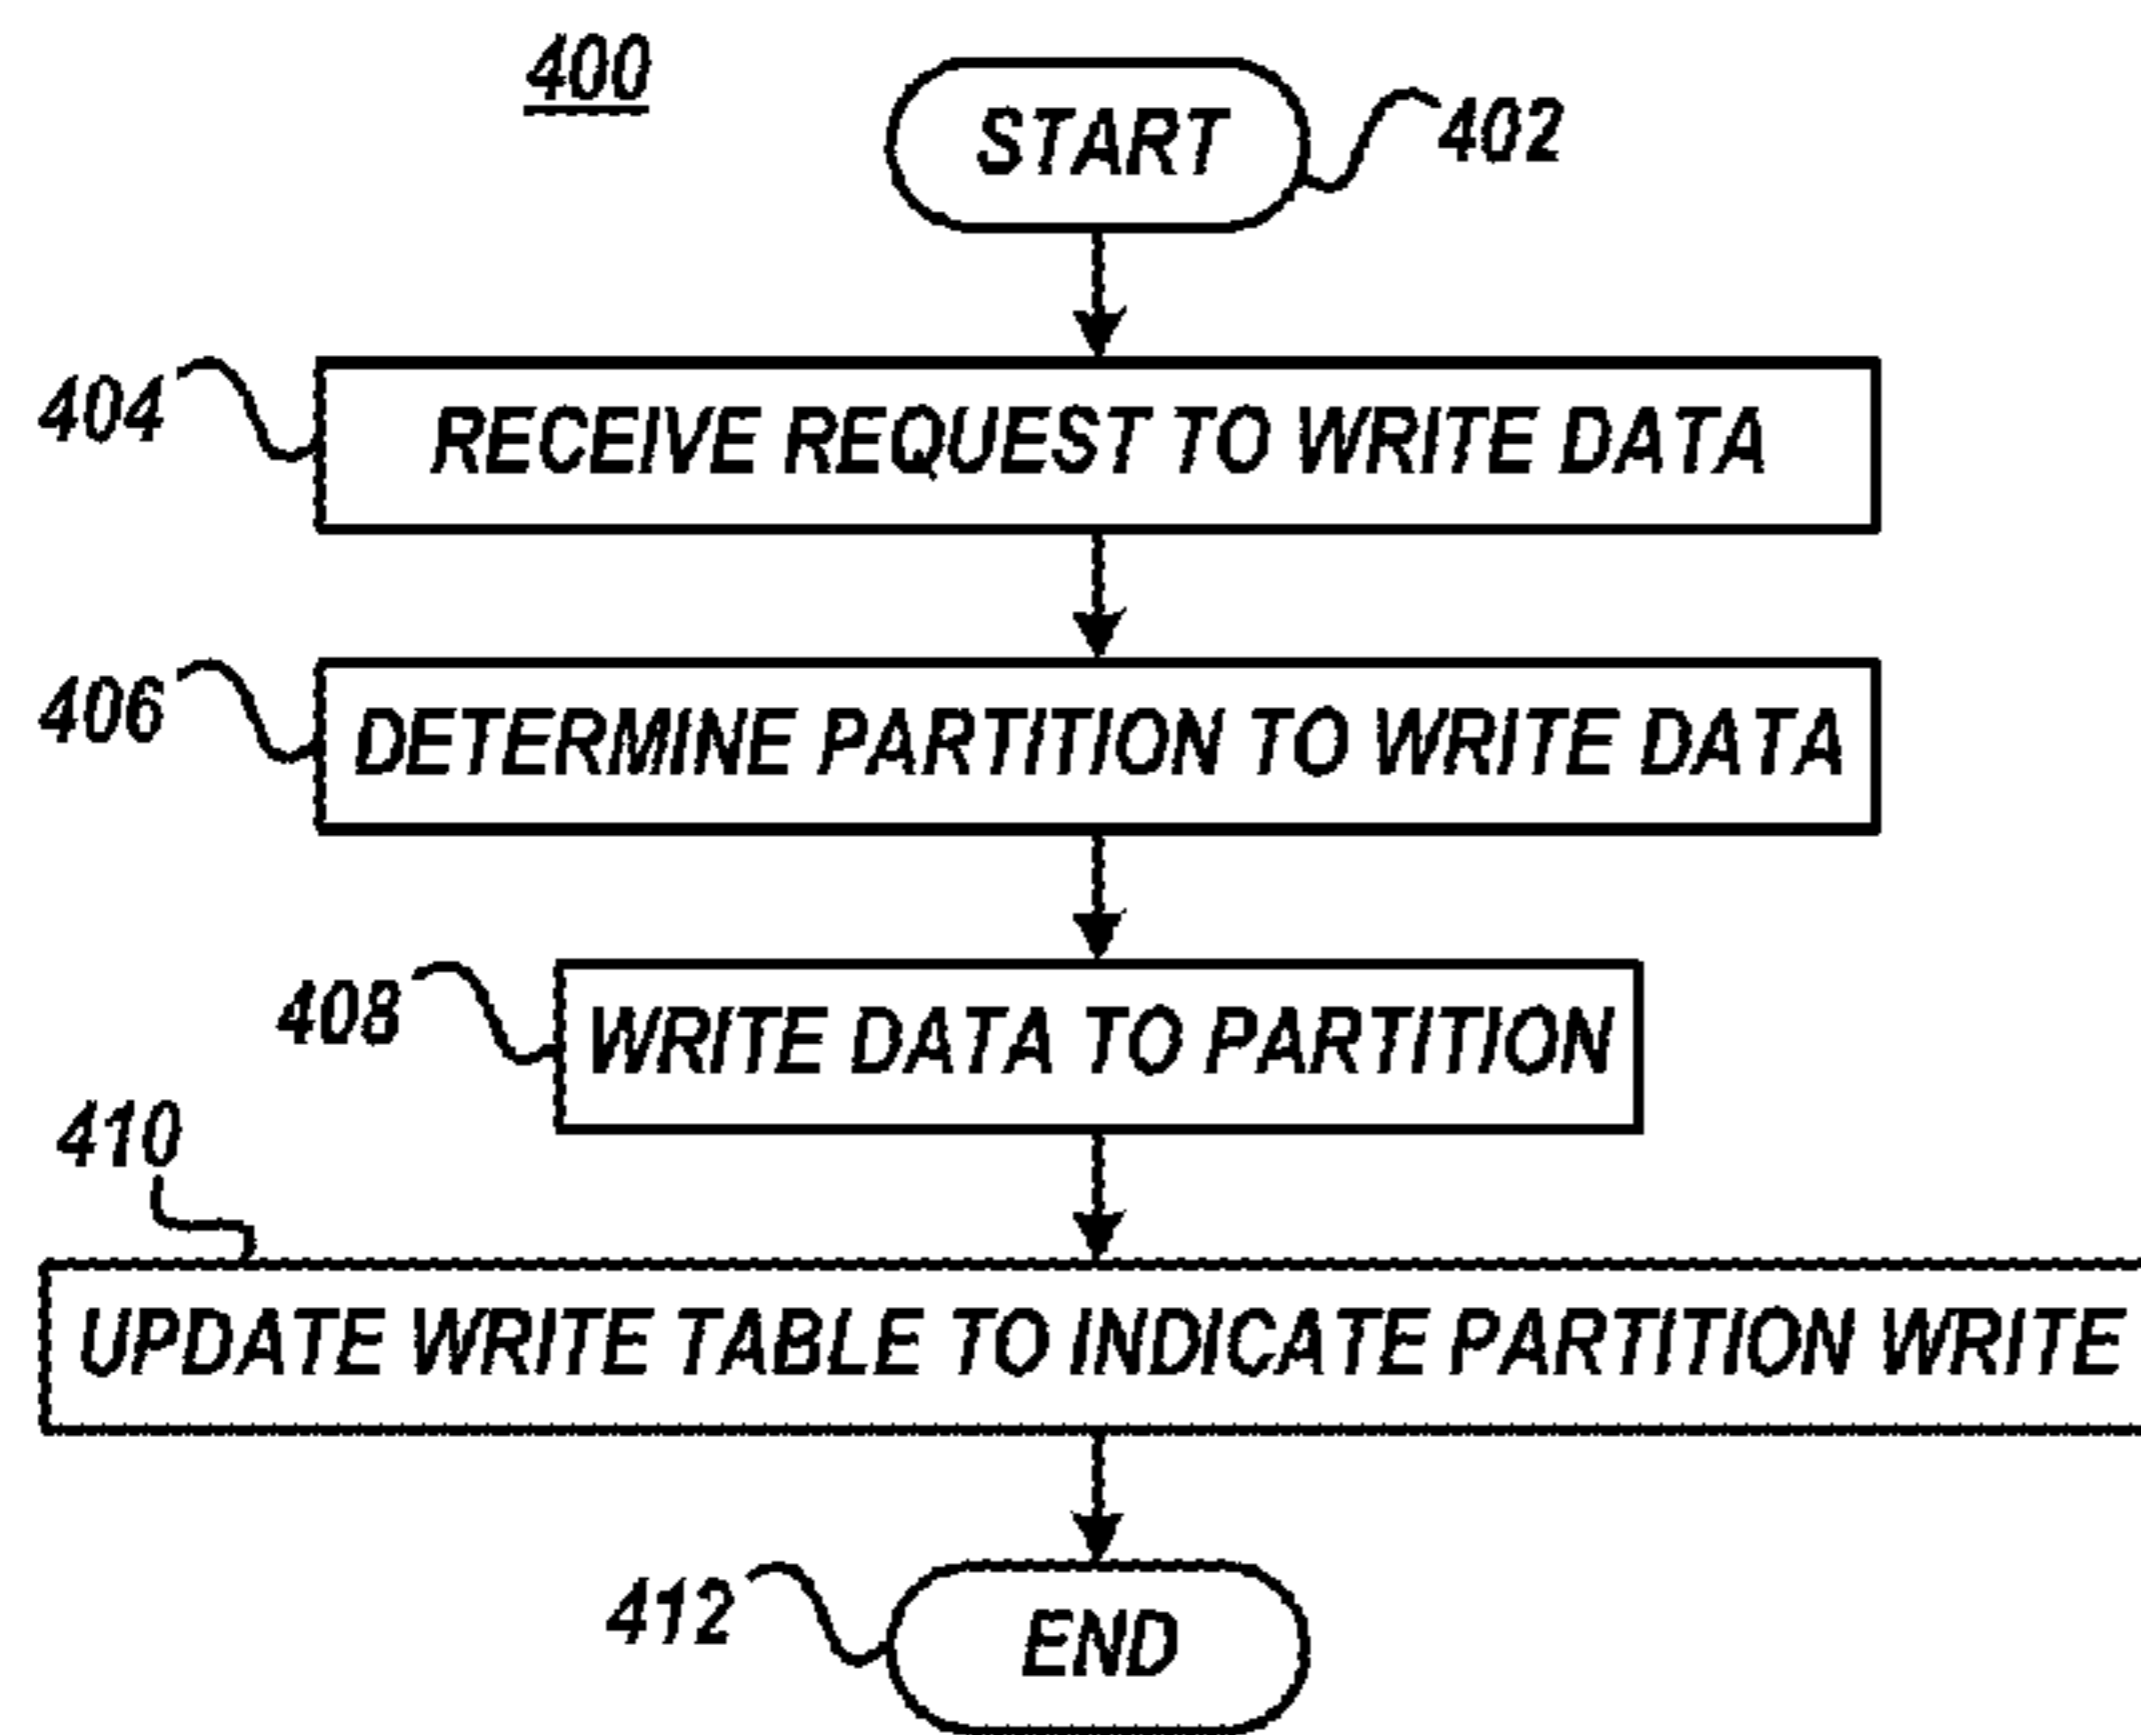 400
START
402
404
RECEIVE REQUEST TO WRITE DATA
406
DETERMINE PARTITION TO WRITE DATA
408
WRITE DATA TO PARTITION
410
UPDATE WRITE TABLE TO INDICATE PARTITION WRITE
412
END